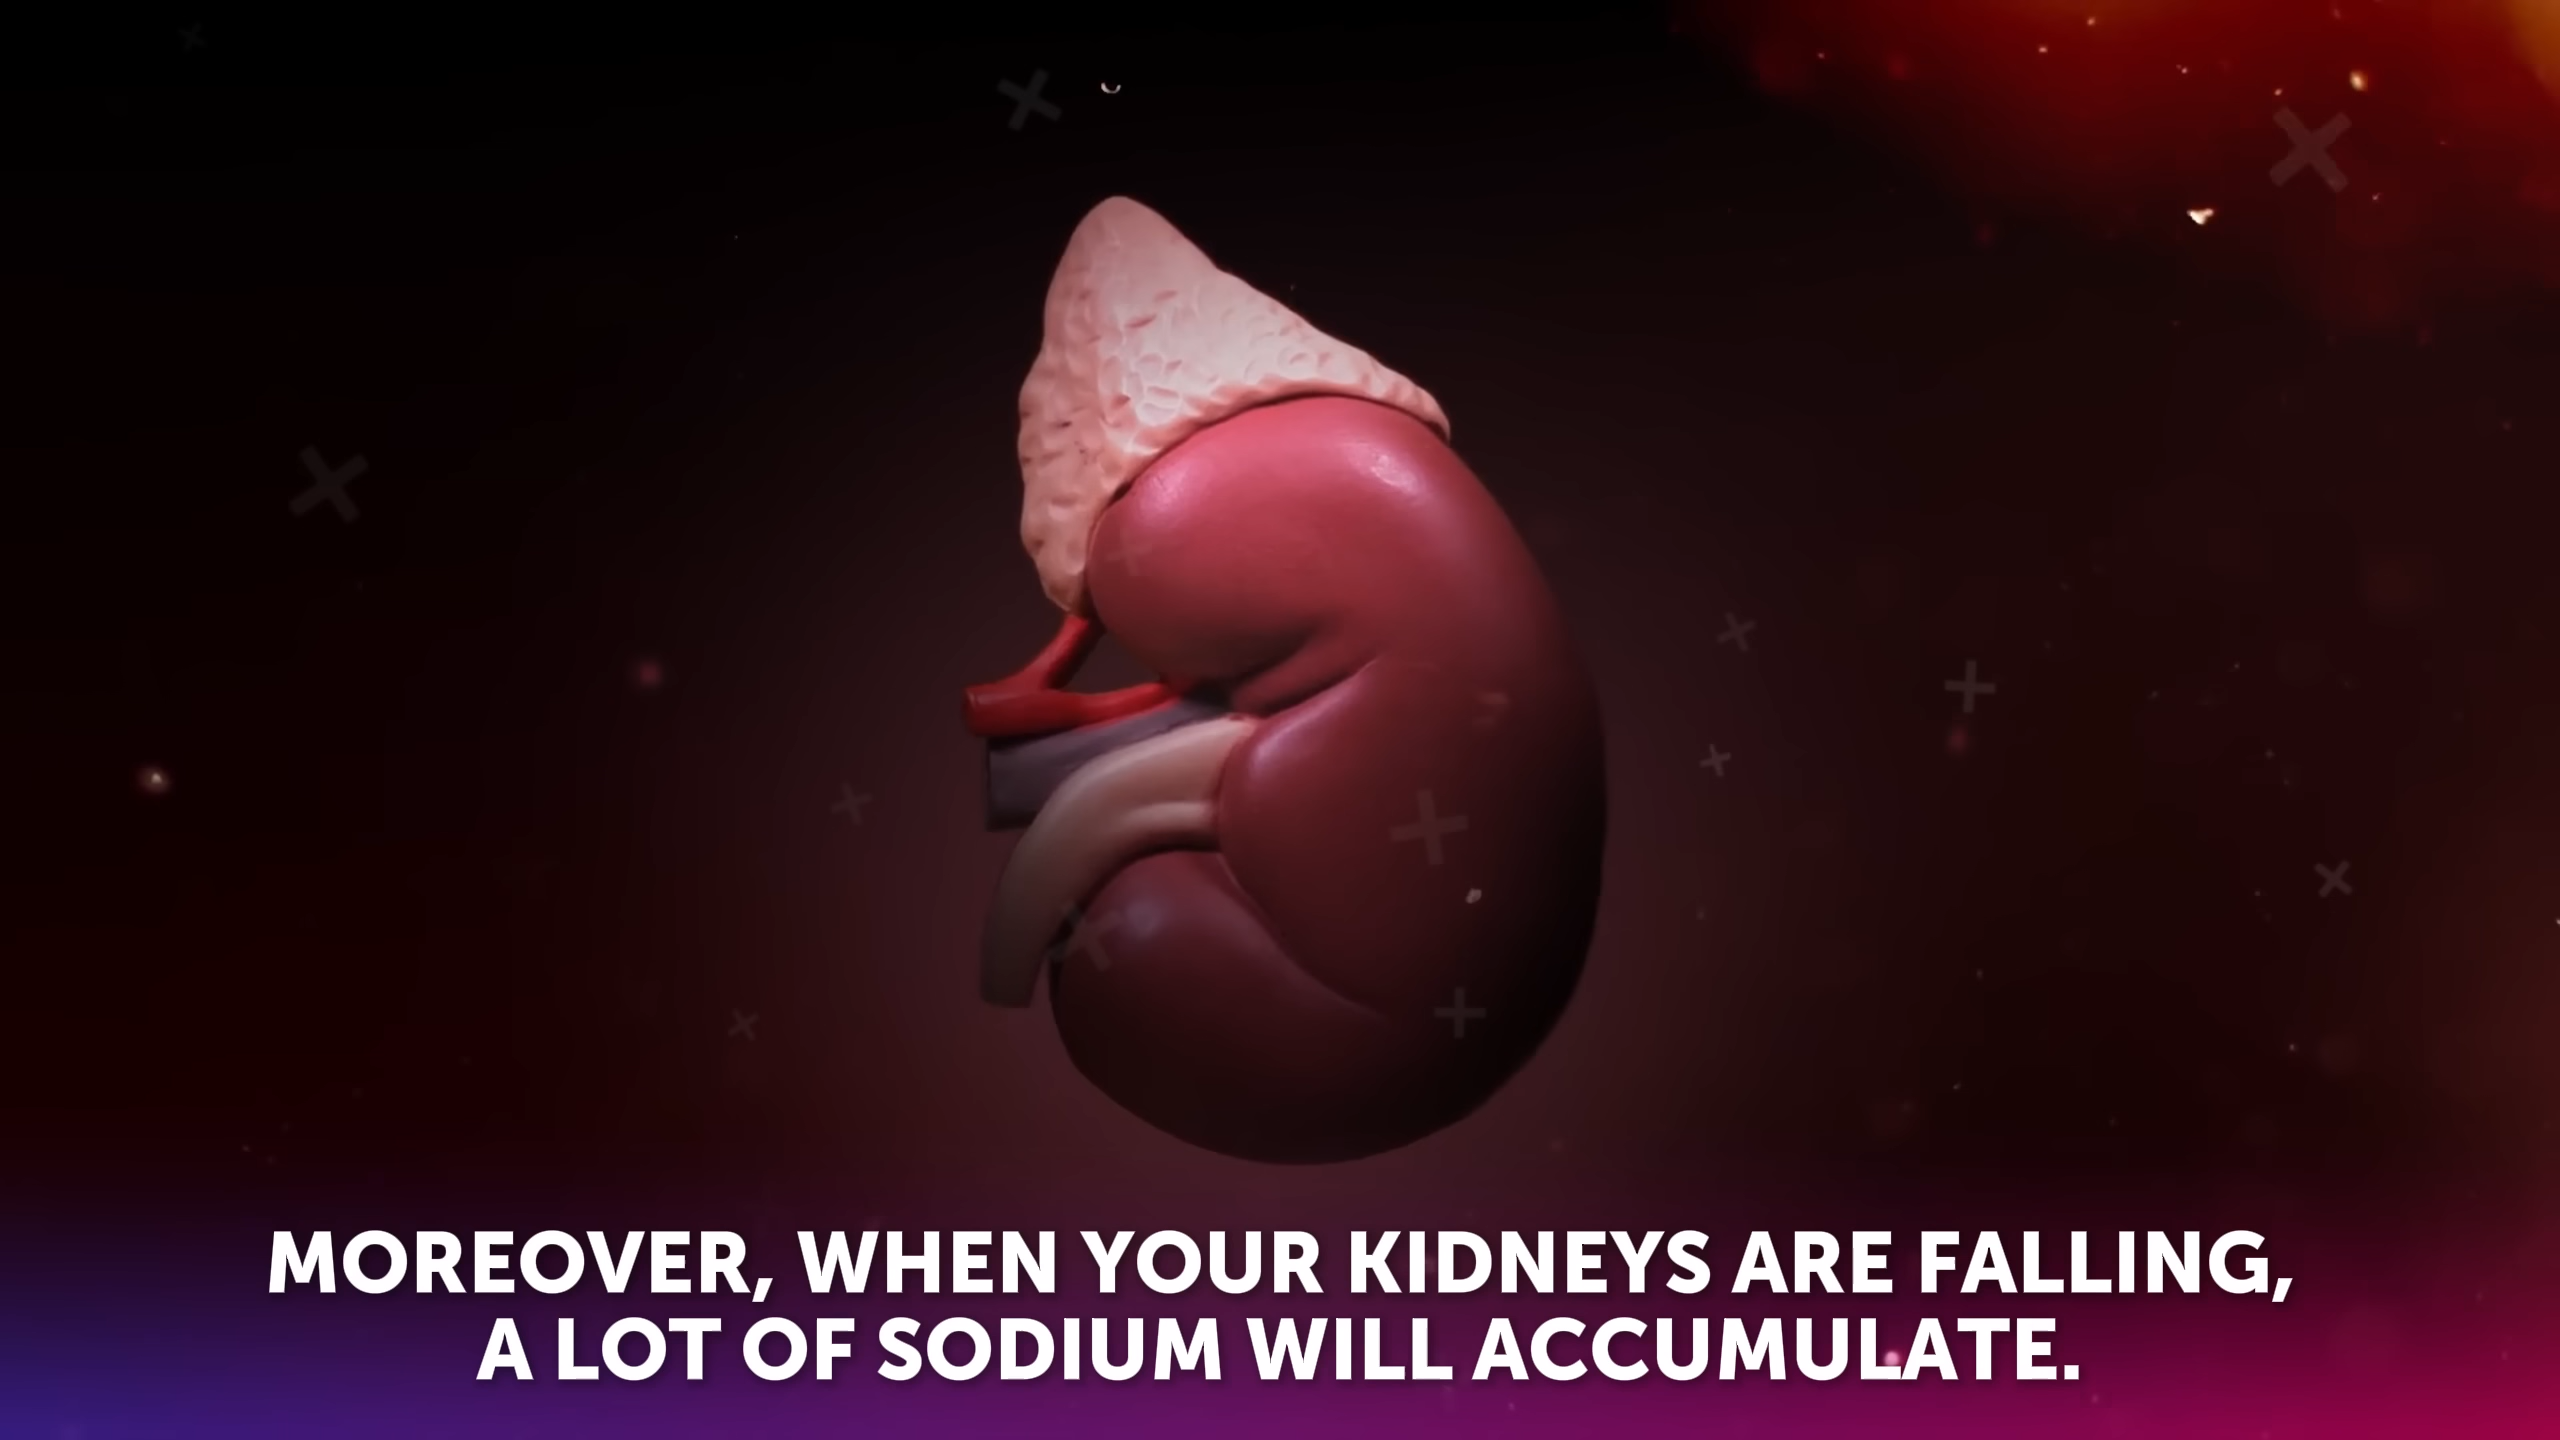 MOREOVER, WHEN YOUR KIDNEYS ARE FALLING,
A LOT OF SODIUM WILL ACCUMULATE.